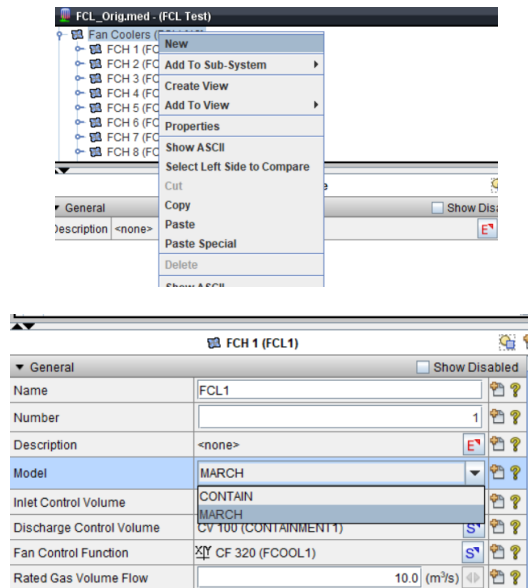 FCL_Orig.med - (FCL Test)
Fan Coolers (
FCH 1 (FC
FCH 2 (FC
FCH 3 (FC
FCH 4 (FC
FCH 5 (FC
FCH 6 (FC
FCH 7 (FC
FCH 8 (FC
New
Add To Sub-System
Create View
Add To View
Properties
Show ASCII
Select Left Side to Compare
Cut
Copy
Paste
Paste Special
Delete
Show ASCII
General
Show Disa
Description <none>
E
FCH 1 (FCL1)
General Show Disabled
Name FCL1
Number 1
Description <none> E
Model MARCH
CONTAIN
MARCH
Inlet Control Volume
Discharge Control Volume CV 100 (CONTAINMENT1) S
Fan Control Function XY CF 320 (FCOOL1) S
Rated Gas Volume Flow 10.0 (m³/s)